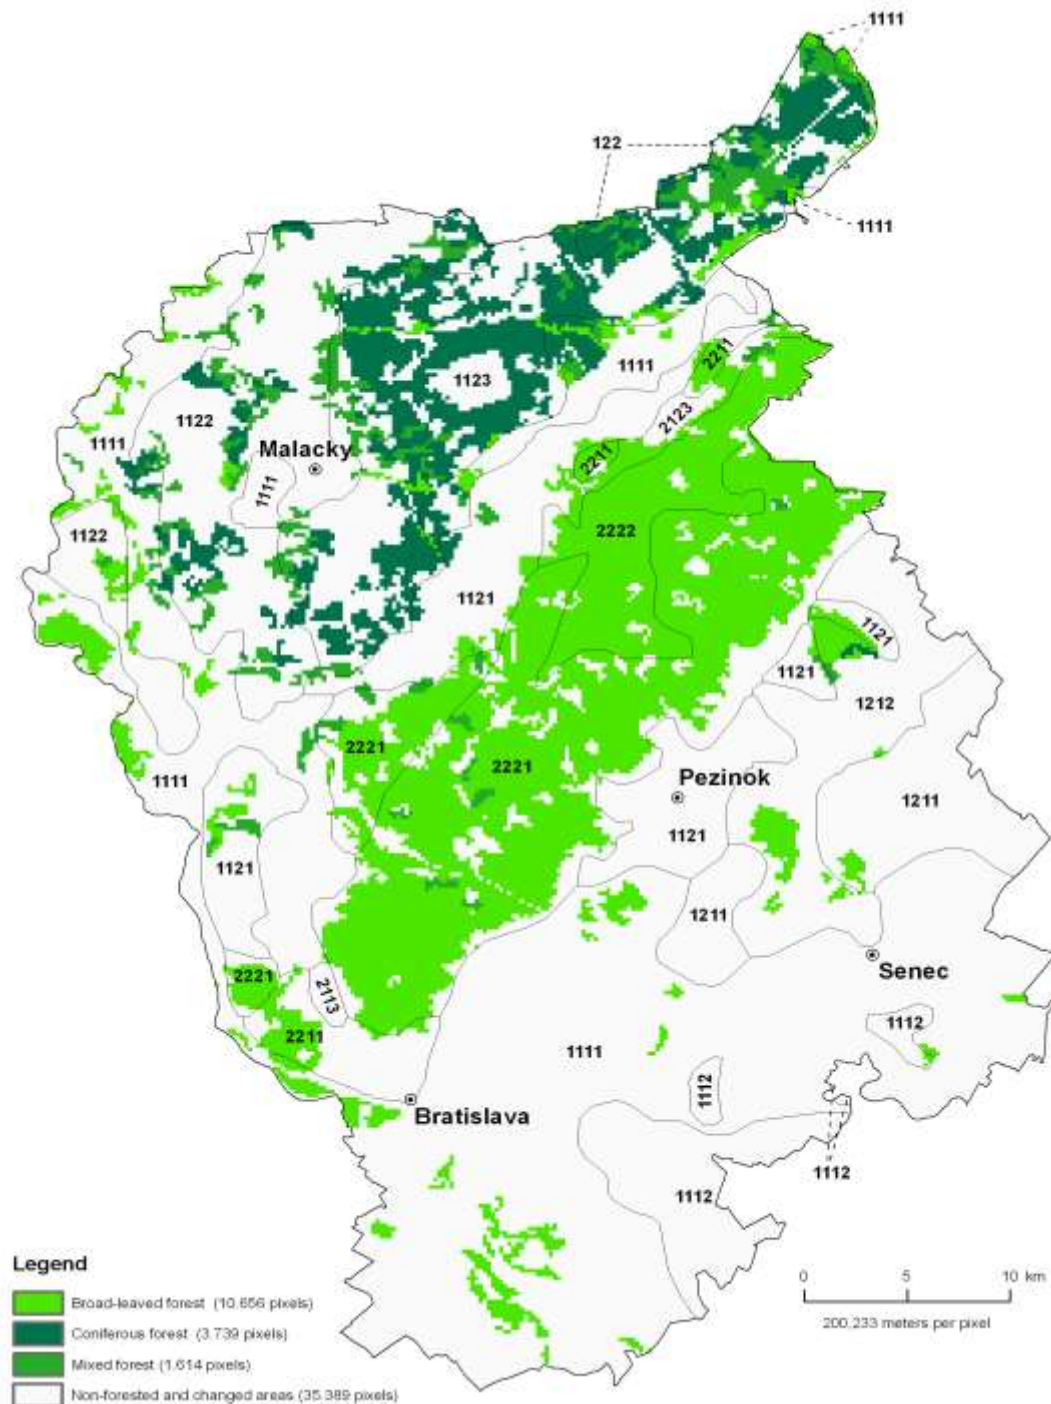 1111
122
1111
1111
2211
1123
2123
1122
1111
Malacky
2211
1111
2222
1122
1121
1121
1121
1212
2221
2221
1111
Pezinok
1211
1121
1121
1211
Senec
2221
2113
1112
2211
1111
1112
Bratislava
1112
1112
Legend
Broad-leaved forest (10.656 pixels)
Coniferous forest (3.739 pixels)
Mixed forest (1.614 pixels)
Non-forested and changed areas (35.389 pixels)
0 5 10 km
200,233 meters per pixel